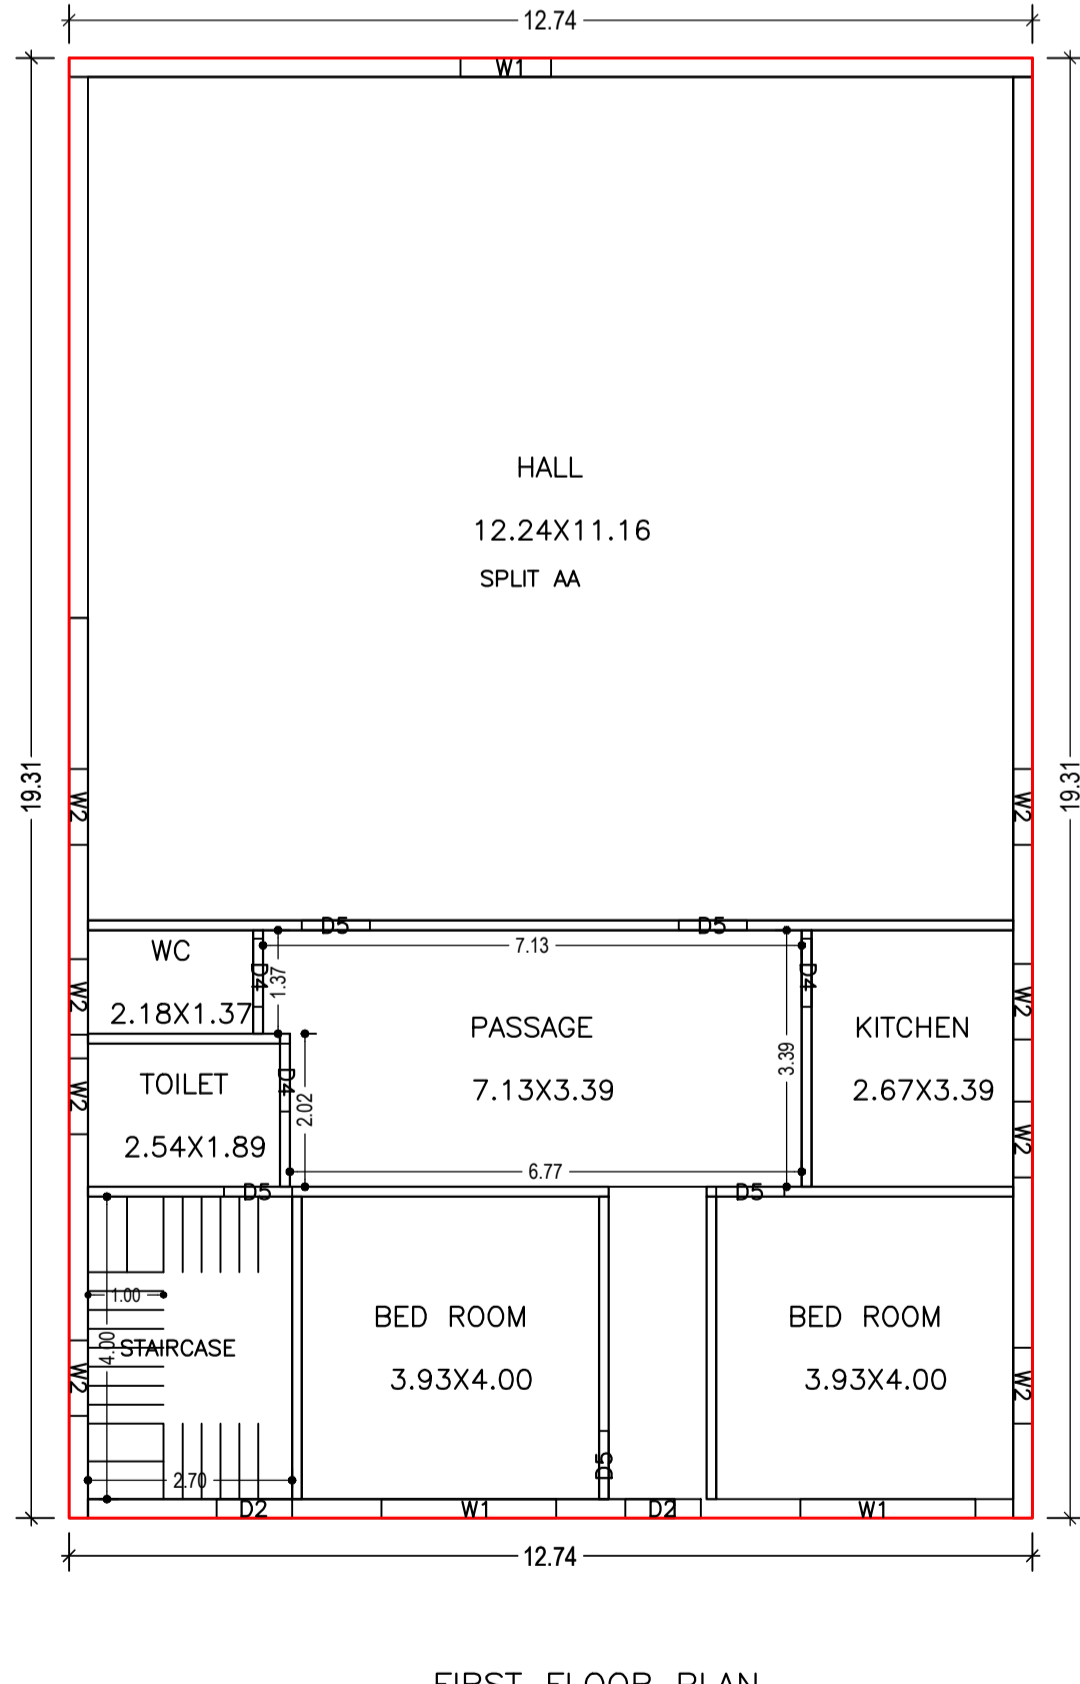 12.74
W1
HALL
12.24X11.16
SPLIT AA
19.31
19.31
W2
W2
D5
D5
WC
7.13
D4
1.37
D4
W2
2.18X1.37
PASSAGE
KITCHEN
W2
3.39
TOILET
D4
7.13X3.39
2.67X3.39
W2
2.02
W2
2.54X1.89
6.77
D5
D5
1.00
BED ROOM
BED ROOM
4.00
STAIRCASE
W2
3.93X4.00
3.93X4.00
W2
D5
2.70
D2
W1
D2
W1
12.74
FIRST FLOOR PLAN